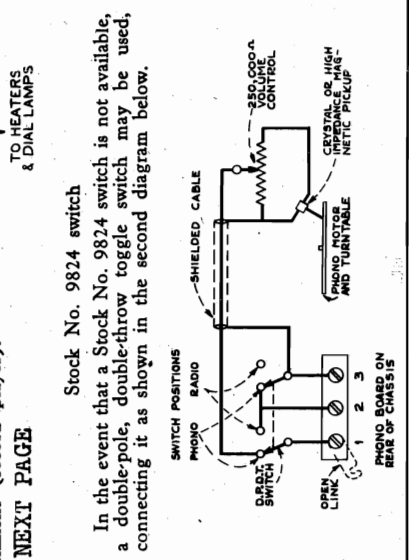 TO HEATERS
& DIAL LAMPS
NEXT PAGE
Stock No. 9824 switch
In the event that a Stock No. 9824 switch is not available,
a double-pole, double-throw toggle switch may be used,
connecting it as shown in the second diagram below.
SWITCH POSITIONS
PHONO RADIO
D.P.D.T.
SWITCH
OPEN
LINK
1 2 3
PHONO BOARD ON
REAR OF CHASSIS
SHIELDED CABLE
250,000Ω
VOLUME
CONTROL
PHONO MOTOR
AND TURNTABLE
CRYSTAL OR HIGH
IMPEDANCE MAG-
NETIC PICKUP